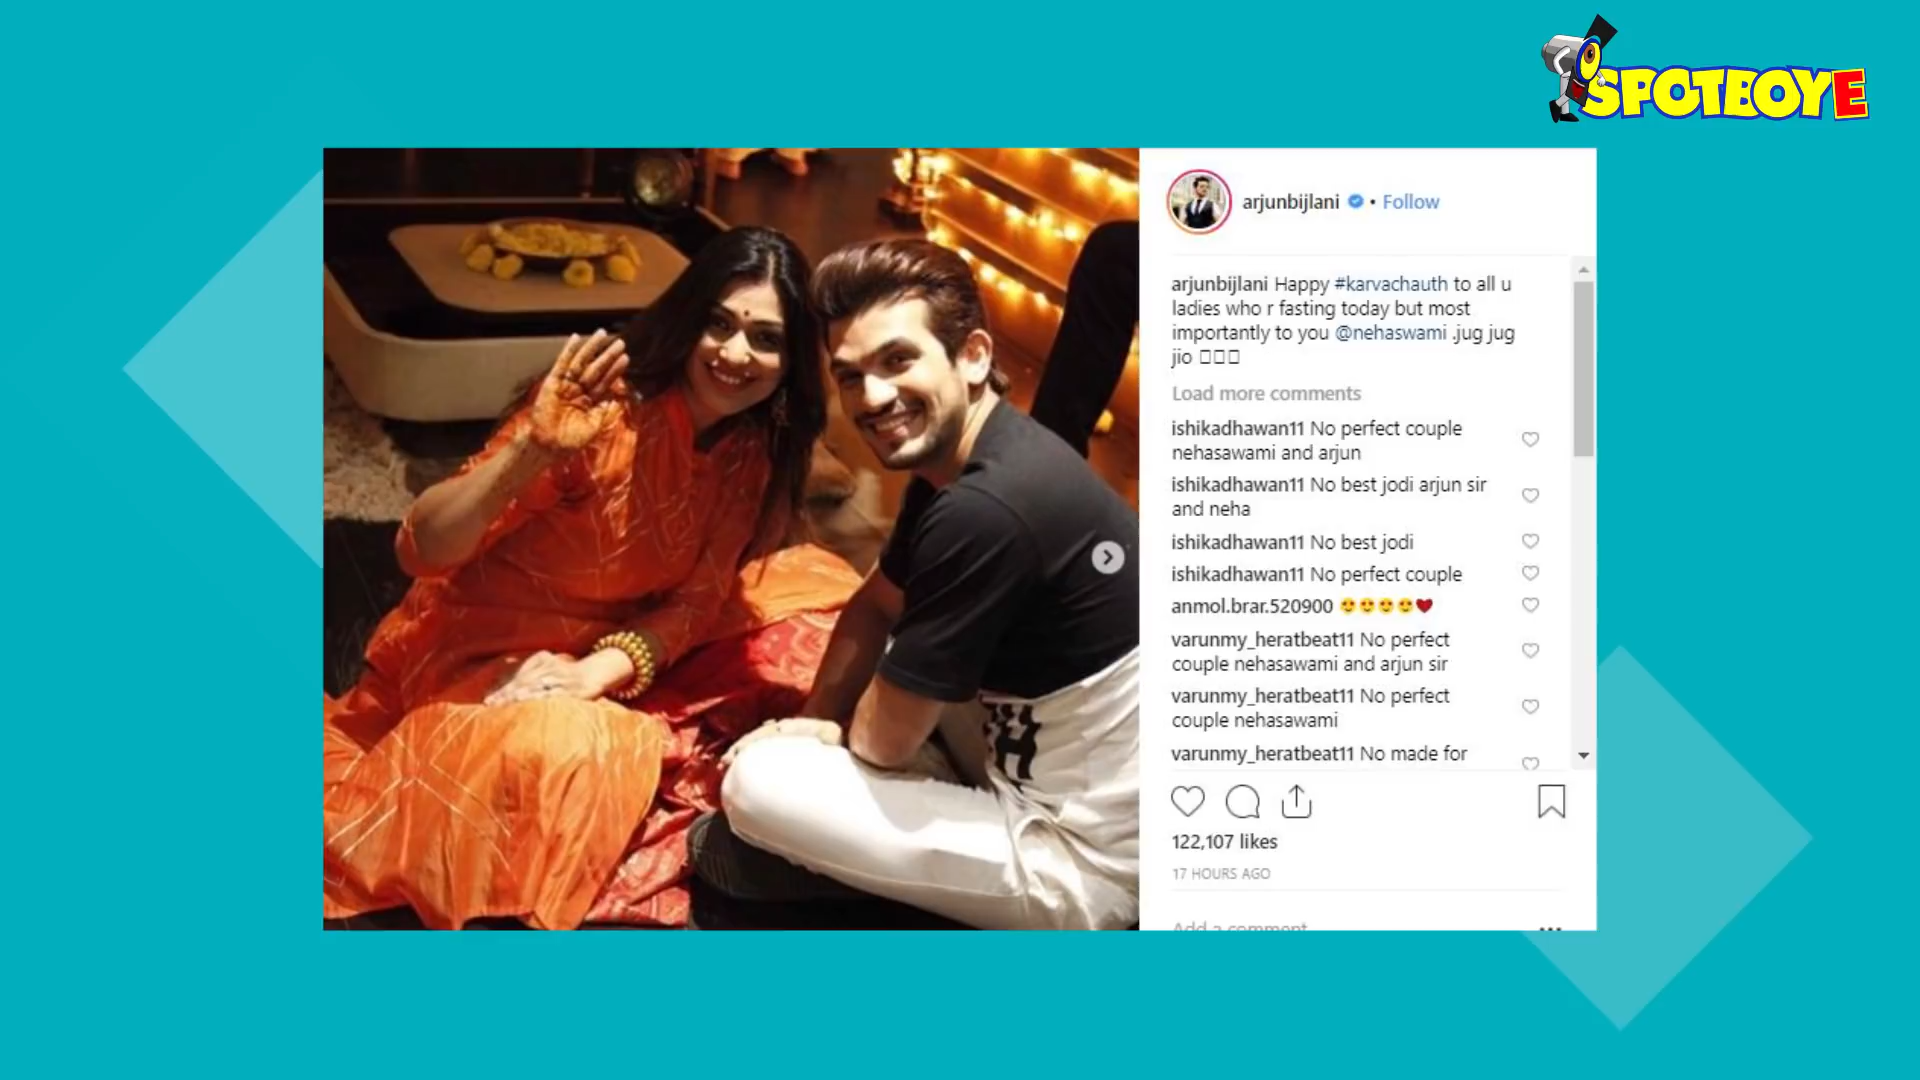 SPOTBOYE
arjunbijlani • Follow
arjunbijlani Happy #karvachauth to all u
ladies who r fasting today but most
importantly to you @nehaswami .jug jug
jio
Load more comments
ishikadhawan11 No perfect couple
nehasawami and arjun
ishikadhawan11 No best jodi arjun sir
and neha
ishikadhawan11 No best jodi
ishikadhawan11 No perfect couple
anmol.brar.520900 😍😍😍😍❤️
varunmy_heratbeat11 No perfect
couple nehasawami and arjun sir
varunmy_heratbeat11 No perfect
couple nehasawami
varunmy_heratbeat11 No made for
122,107 likes
17 HOURS AGO
Add a comment